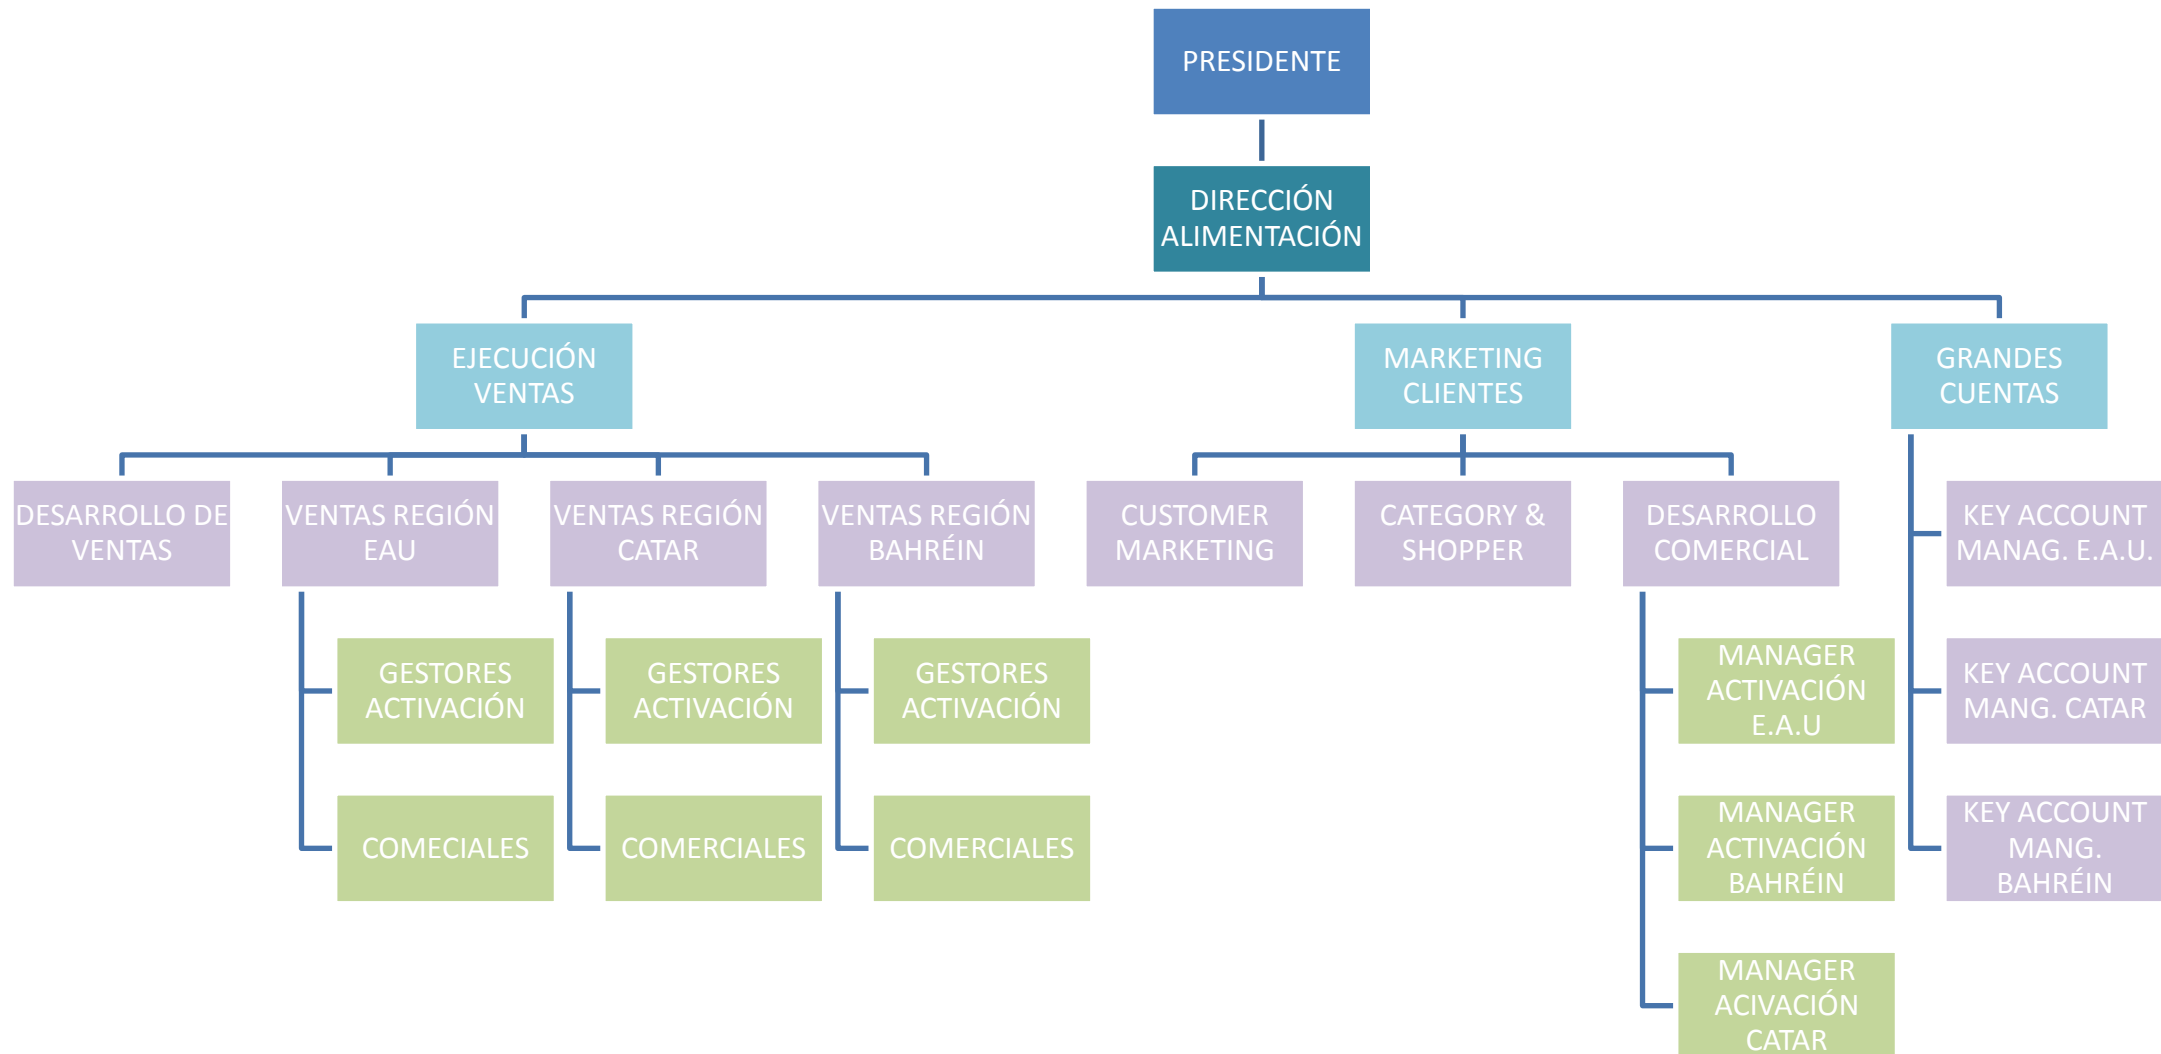 PRESIDENTE
DIRECCIÓN
ALIMENTACIÓN
EJECUCIÓN
VENTAS
MARKETING
CLIENTES
GRANDES
CUENTAS
DESARROLLO DE
VENTAS
VENTAS REGIÓN
EAU
VENTAS REGIÓN
CATAR
VENTAS REGIÓN
BAHRÉIN
CUSTOMER
MARKETING
CATEGORY &
SHOPPER
DESARROLLO
COMERCIAL
KEY ACCOUNT
MANAG. E.A.U.
GESTORES
ACTIVACIÓN
GESTORES
ACTIVACIÓN
GESTORES
ACTIVACIÓN
MANAGER
ACTIVACIÓN
E.A.U
KEY ACCOUNT
MANG. CATAR
COMECIALES
COMERCIALES
COMERCIALES
MANAGER
ACTIVACIÓN
BAHRÉIN
KEY ACCOUNT
MANG.
BAHRÉIN
MANAGER
ACIVACIÓN
CATAR